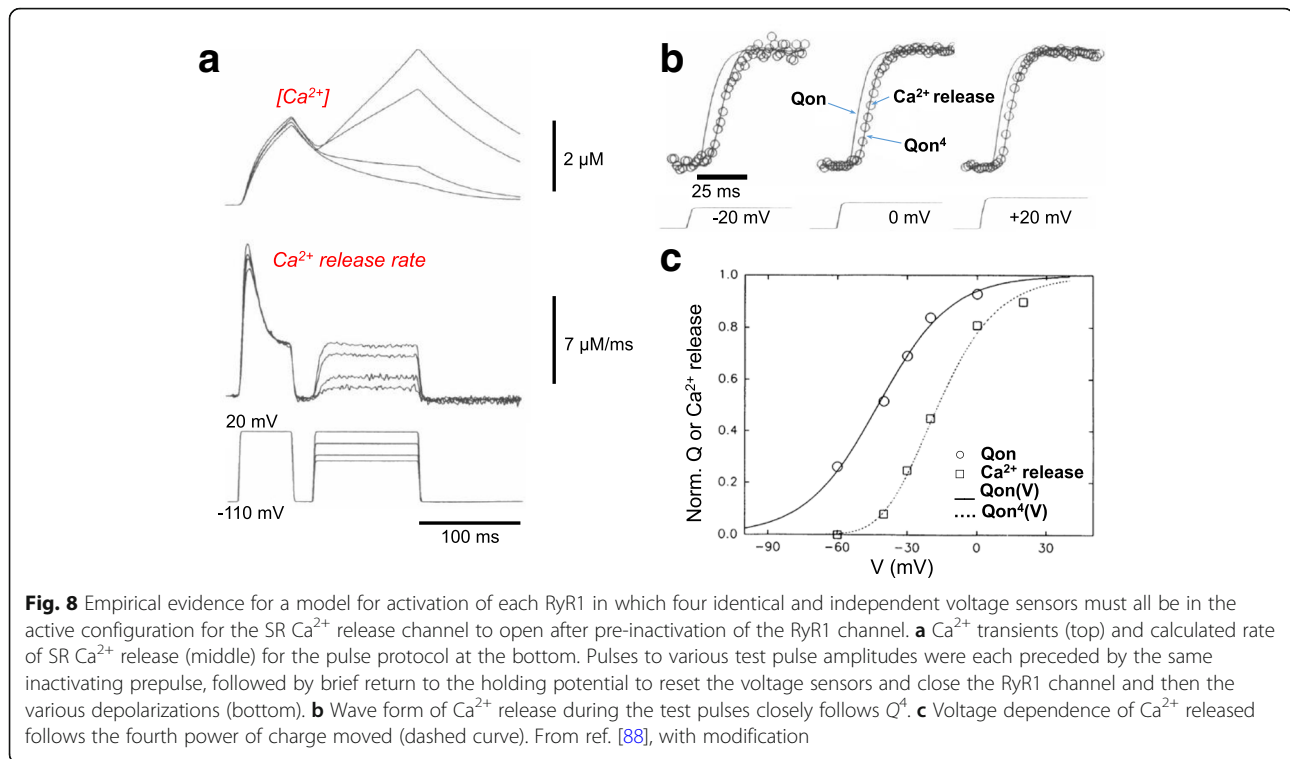 a
[Ca²⁺]
2 µM
Ca²⁺ release rate
7 µM/ms
20 mV
-110 mV
100 ms
b
Qon
Ca²⁺ release
Qon⁴
25 ms
-20 mV
0 mV
+20 mV
c
Norm. Q or Ca²⁺ release
1.0
0.8
0.6
0.4
0.2
0.0
Qon
Ca²⁺ release
Qon(V)
Qon⁴(V)
-90
-60
-30
0
30
V (mV)
Fig. 8 Empirical evidence for a model for activation of each RyR1 in which four identical and independent voltage sensors must all be in the
active configuration for the SR Ca²⁺ release channel to open after pre-inactivation of the RyR1 channel. a Ca²⁺ transients (top) and calculated rate
of SR Ca²⁺ release (middle) for the pulse protocol at the bottom. Pulses to various test pulse amplitudes were each preceded by the same
inactivating prepulse, followed by brief return to the holding potential to reset the voltage sensors and close the RyR1 channel and then the
various depolarizations (bottom). b Wave form of Ca²⁺ release during the test pulses closely follows Q⁴. c Voltage dependence of Ca²⁺ released
follows the fourth power of charge moved (dashed curve). From ref. [88], with modification